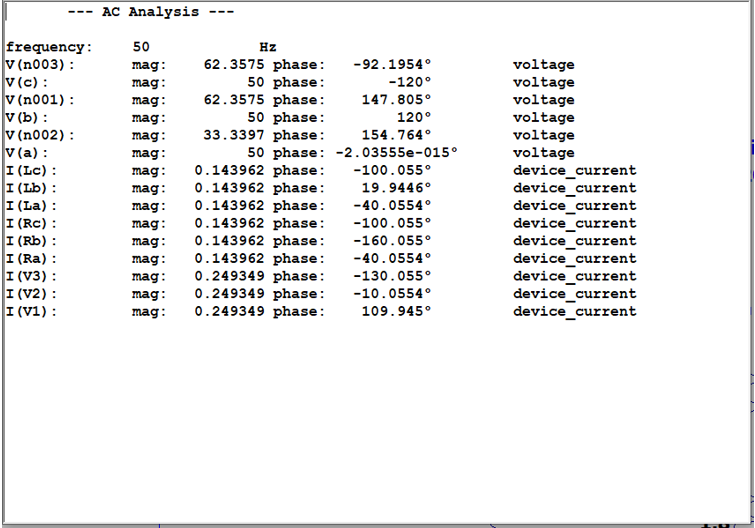 --- AC Analysis ---
frequency: 50 Hz
V(n003): mag: 62.3575 phase: -92.1954° voltage
V(c): mag: 50 phase: -120° voltage
V(n001): mag: 62.3575 phase: 147.805° voltage
V(b): mag: 50 phase: 120° voltage
V(n002): mag: 33.3397 phase: 154.764° voltage
V(a): mag: 50 phase: -2.03555e-015° voltage
I(Lc): mag: 0.143962 phase: -100.055° device_current
I(Lb): mag: 0.143962 phase: 19.9446° device_current
I(La): mag: 0.143962 phase: -40.0554° device_current
I(Rc): mag: 0.143962 phase: -100.055° device_current
I(Rb): mag: 0.143962 phase: -160.055° device_current
I(Ra): mag: 0.143962 phase: -40.0554° device_current
I(V3): mag: 0.249349 phase: -130.055° device_current
I(V2): mag: 0.249349 phase: -10.0554° device_current
I(V1): mag: 0.249349 phase: 109.945° device_current